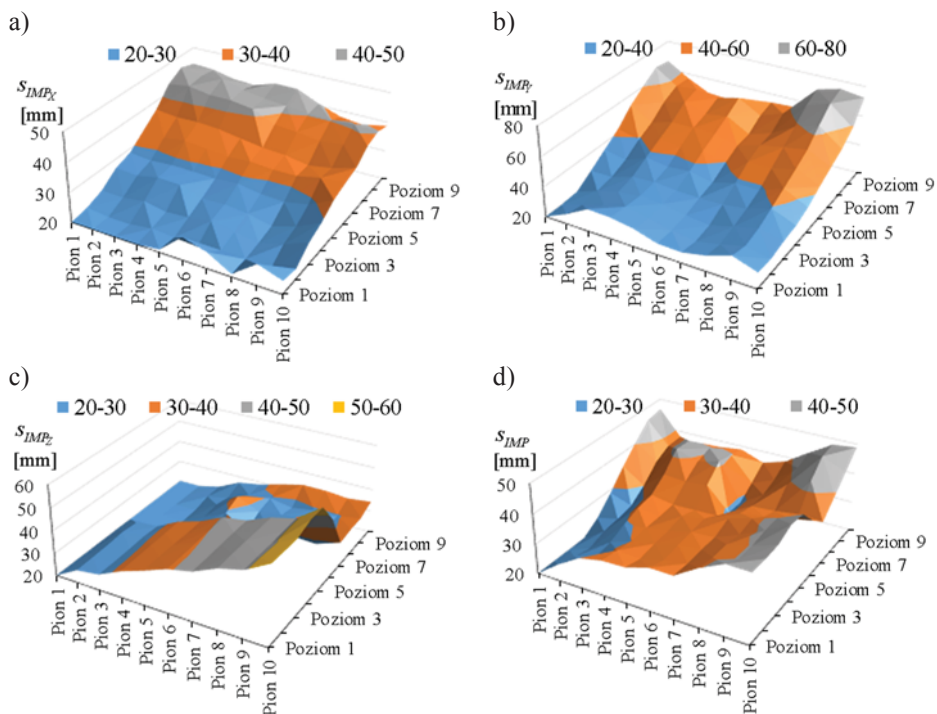 a)
20-30 30-40 40-50
s_IMPX
[mm]
50
40
30
20
Pion 1
Pion 2
Pion 3
Pion 4
Pion 5
Pion 6
Pion 7
Pion 8
Pion 9
Pion 10
Poziom 1
Poziom 3
Poziom 5
Poziom 7
Poziom 9
b)
20-40 40-60 60-80
s_IMPY
[mm]
80
60
40
20
Pion 1
Pion 2
Pion 3
Pion 4
Pion 5
Pion 6
Pion 7
Pion 8
Pion 9
Pion 10
Poziom 1
Poziom 3
Poziom 5
Poziom 7
Poziom 9
c)
20-30 30-40 40-50 50-60
s_IMPZ
[mm]
60
50
40
30
20
Pion 1
Pion 2
Pion 3
Pion 4
Pion 5
Pion 6
Pion 7
Pion 8
Pion 9
Pion 10
Poziom 1
Poziom 3
Poziom 5
Poziom 7
Poziom 9
d)
20-30 30-40 40-50
s_IMP
[mm]
50
40
30
20
Pion 1
Pion 2
Pion 3
Pion 4
Pion 5
Pion 6
Pion 7
Pion 8
Pion 9
Pion 10
Poziom 1
Poziom 3
Poziom 5
Poziom 7
Poziom 9